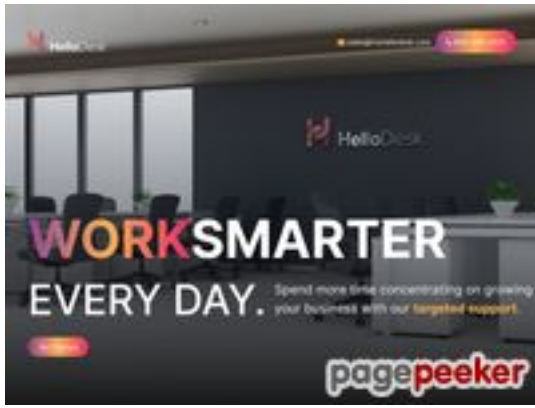 HelloDesk
HelloDesk
WORKSMARTER
EVERY DAY.
Spend more time concentrating on growing
your business with our targeted support.
pagepeeker